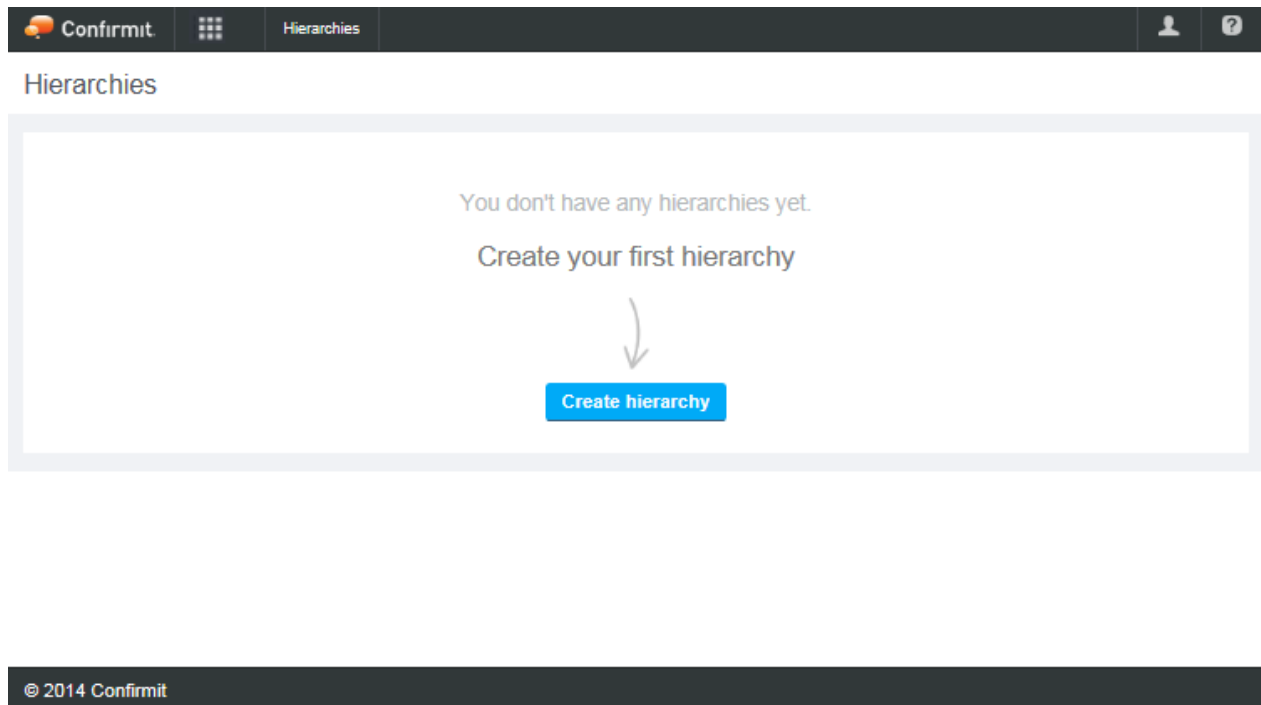 Confirmit.
Hierarchies
Hierarchies
You don't have any hierarchies yet.
Create your first hierarchy
Create hierarchy
© 2014 Confirmit